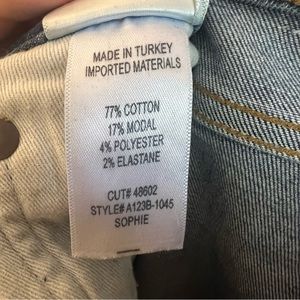 MADE IN TURKEY
IMPORTED MATERIALS
77% COTTON
17% MODAL
4% POLYESTER
2% ELASTANE
CUT# 48602
STYLE# A123B-1045
SOPHIE